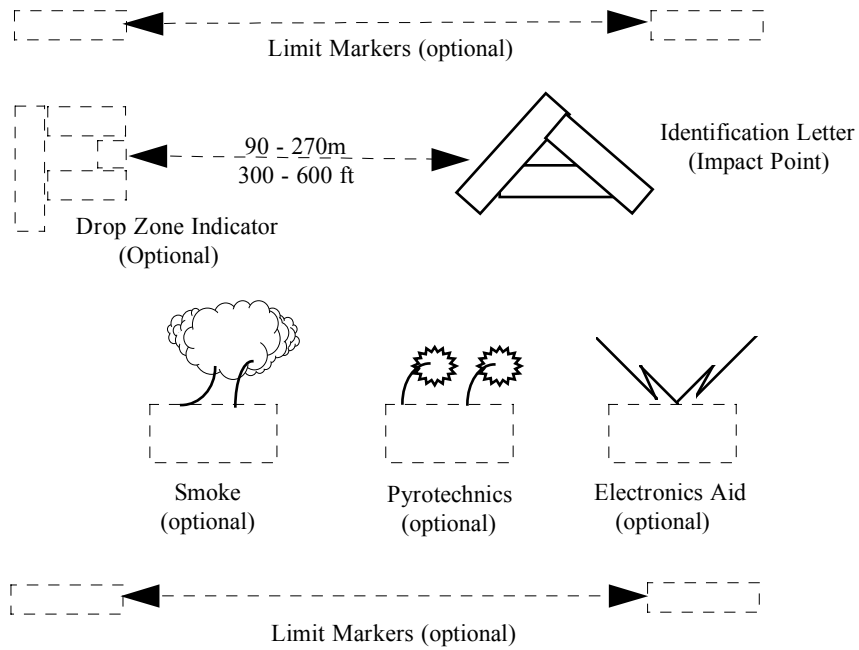 Limit Markers (optional)
90 - 270m
300 - 600 ft
Identification Letter
(Impact Point)
Drop Zone Indicator
(Optional)
Smoke
(optional)
Pyrotechnics
(optional)
Electronics Aid
(optional)
Limit Markers (optional)